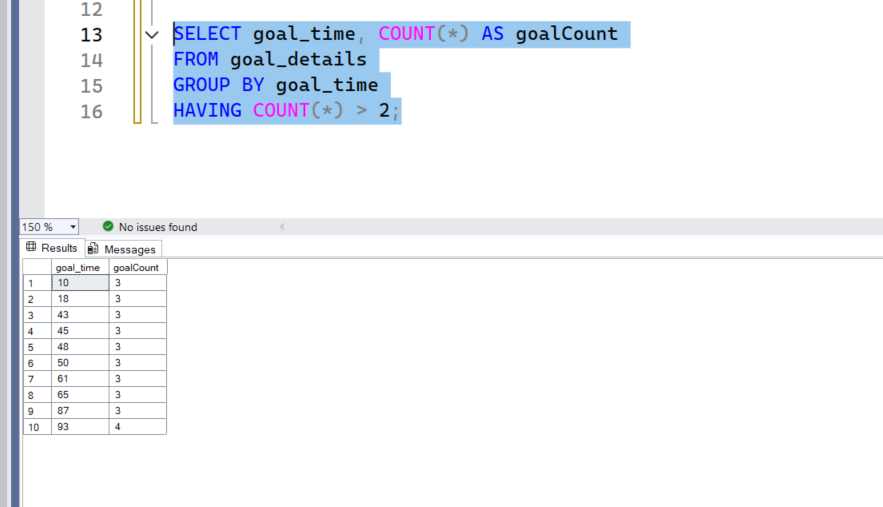 12
13 SELECT goal_time, COUNT(*) AS goalCount
14 FROM goal_details
15 GROUP BY goal_time
16 HAVING COUNT(*) > 2;
150 % No issues found
Results Messages
goal_time goalCount
1 10 3
2 18 3
3 43 3
4 45 3
5 48 3
6 50 3
7 61 3
8 65 3
9 87 3
10 93 4